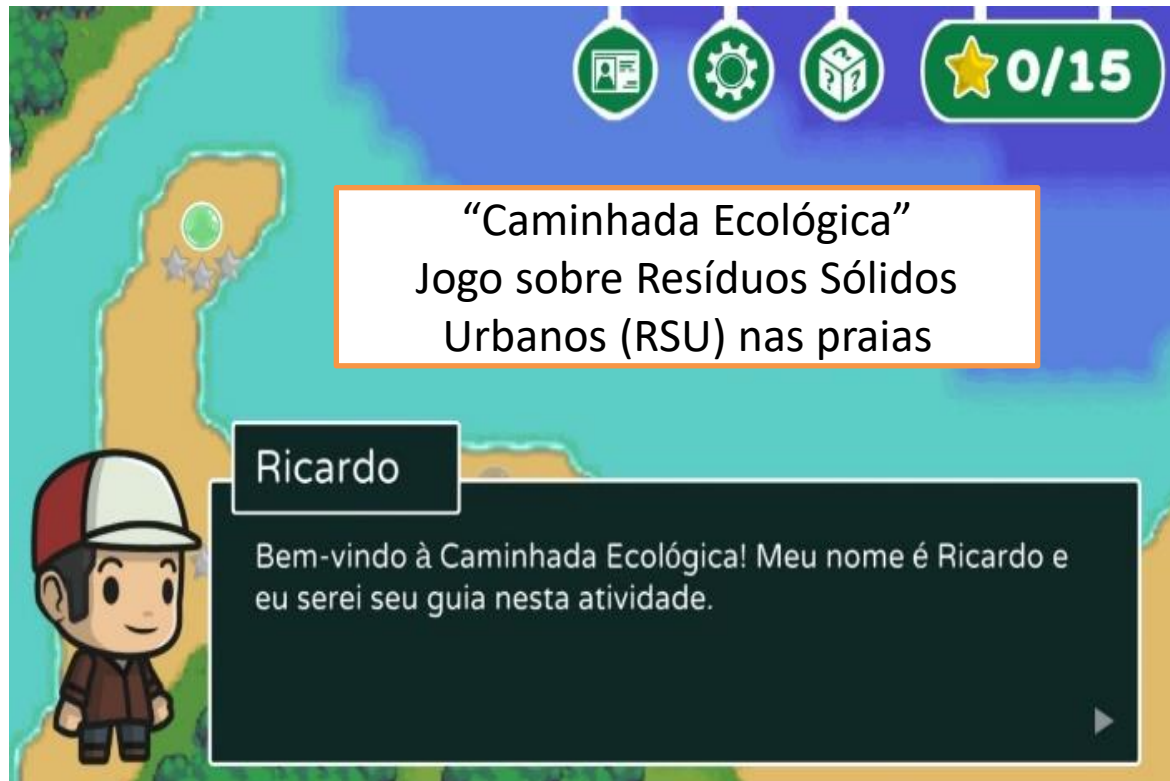 0/15
“Caminhada Ecológica”
Jogo sobre Resíduos Sólidos
Urbanos (RSU) nas praias
Ricardo
Bem-vindo à Caminhada Ecológica! Meu nome é Ricardo e
eu serei seu guia nesta atividade.